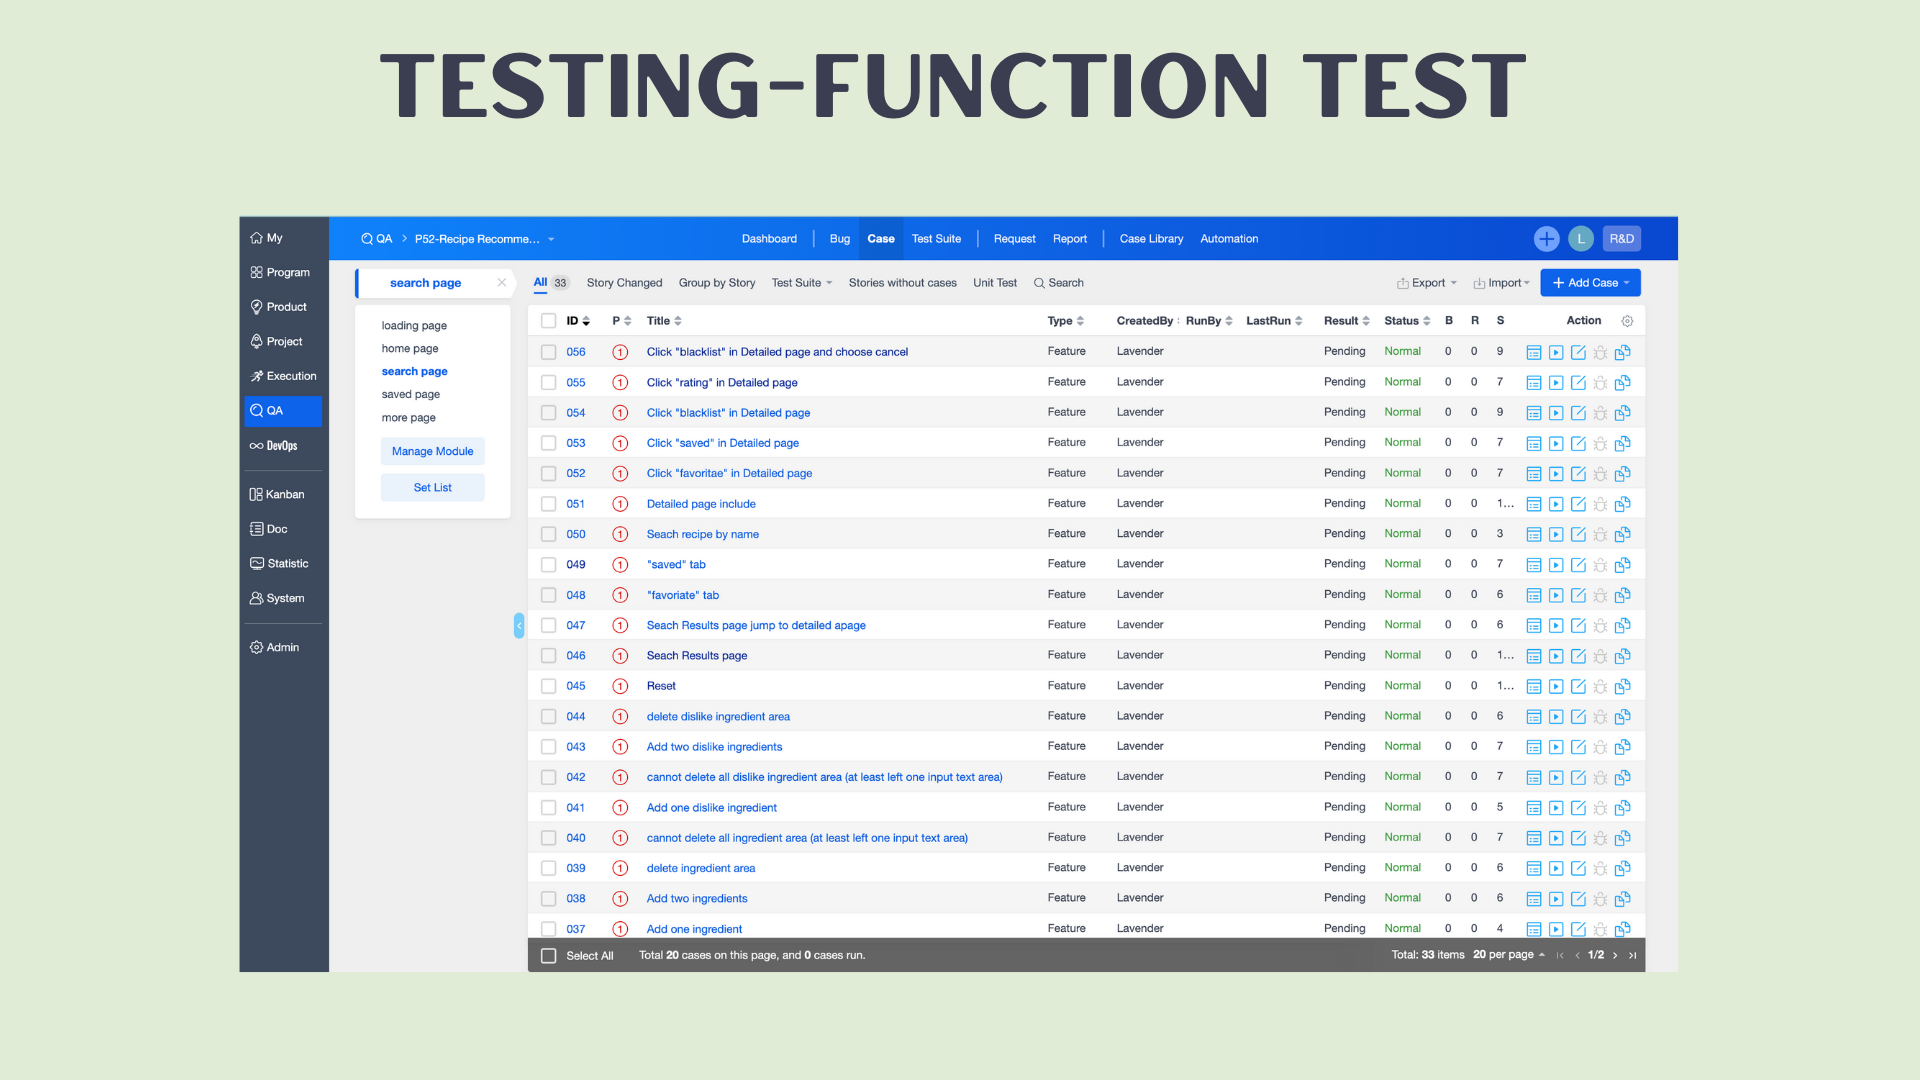 TESTING-FUNCTION TEST
My
Program
Product
Project
Execution
QA
DevOps
Kanban
Doc
Statistic
System
Admin
QA > P52-Recipe Recomme...
Dashboard Bug Case Test Suite Request Report Case Library Automation
L R&D
search page
loading page
home page
search page
saved page
more page
Manage Module
Set List
All 33 Story Changed Group by Story Test Suite Stories without cases Unit Test Search Export Import + Add Case
ID P Title Type CreatedBy RunBy LastRun Result Status B R S Action
056 1 Click "blacklist" in Detailed page and choose cancel Feature Lavender Pending Normal 0 0 9
055 1 Click "rating" in Detailed page Feature Lavender Pending Normal 0 0 7
054 1 Click "blacklist" in Detailed page Feature Lavender Pending Normal 0 0 9
053 1 Click "saved" in Detailed page Feature Lavender Pending Normal 0 0 7
052 1 Click "favoritae" in Detailed page Feature Lavender Pending Normal 0 0 7
051 1 Detailed page include Feature Lavender Pending Normal 0 0 1...
050 1 Seach recipe by name Feature Lavender Pending Normal 0 0 3
049 1 "saved" tab Feature Lavender Pending Normal 0 0 7
048 1 "favoriate" tab Feature Lavender Pending Normal 0 0 6
047 1 Seach Results page jump to detailed apage Feature Lavender Pending Normal 0 0 6
046 1 Seach Results page Feature Lavender Pending Normal 0 0 1...
045 1 Reset Feature Lavender Pending Normal 0 0 1...
044 1 delete dislike ingredient area Feature Lavender Pending Normal 0 0 6
043 1 Add two dislike ingredients Feature Lavender Pending Normal 0 0 7
042 1 cannot delete all dislike ingredient area (at least left one input text area) Feature Lavender Pending Normal 0 0 7
041 1 Add one dislike ingredient Feature Lavender Pending Normal 0 0 5
040 1 cannot delete all ingredient area (at least left one input text area) Feature Lavender Pending Normal 0 0 7
039 1 delete ingredient area Feature Lavender Pending Normal 0 0 6
038 1 Add two ingredients Feature Lavender Pending Normal 0 0 6
037 1 Add one ingredient Feature Lavender Pending Normal 0 0 4
Select All Total 20 cases on this page, and 0 cases run. Total: 33 items 20 per page 1/2